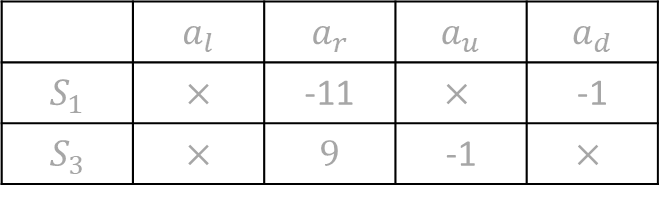 a_l a_r a_u a_d
S_1 × -11 × -1
S_3 × 9 -1 ×